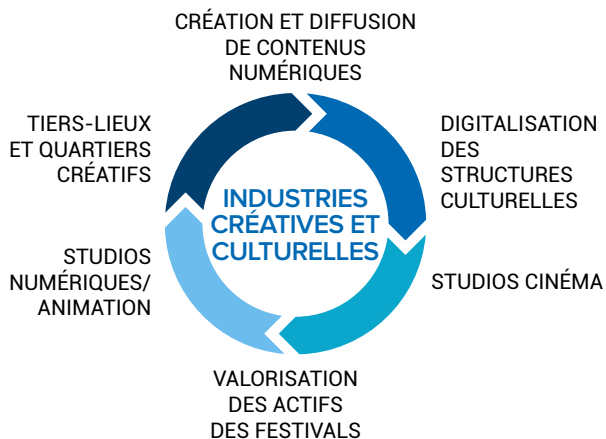 CRÉATION ET DIFFUSION
DE CONTENUS
NUMÉRIQUES
DIGITALISATION
DES
STRUCTURES
CULTURELLES
STUDIOS CINÉMA
VALORISATION
DES ACTIFS
DES FESTIVALS
STUDIOS
NUMÉRIQUES/
ANIMATION
TIERS-LIEUX
ET QUARTIERS
CRÉATIFS
INDUSTRIES
CRÉATIVES ET
CULTURELLES